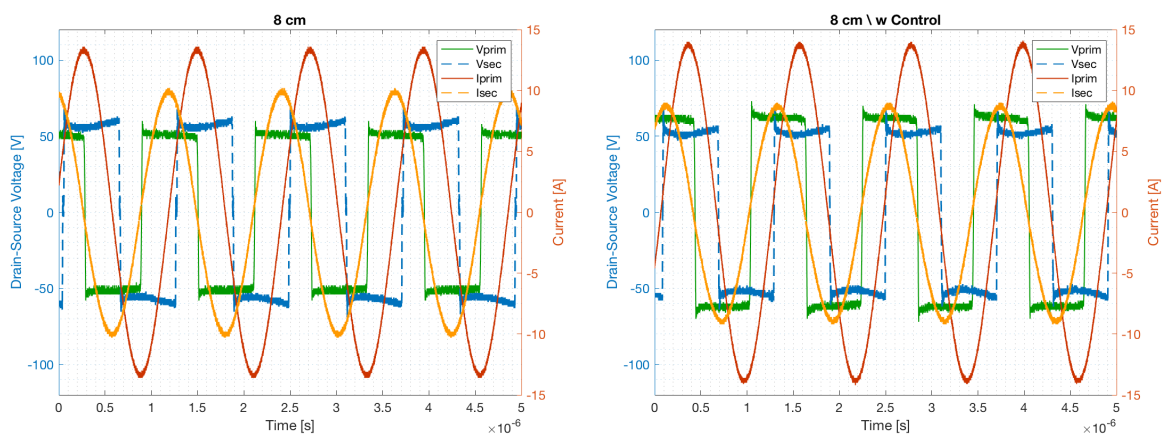 8 cm
100
50
0
-50
-100
Drain-Source Voltage [V]
15
10
5
0
-5
-10
-15
Current [A]
Vprim
Vsec
Iprim
Isec
0 0.5 1 1.5 2 2.5 3 3.5 4 4.5 5
Time [s]
×10⁻⁶
8 cm \ w Control
100
50
0
-50
-100
Drain-Source Voltage [V]
15
10
5
0
-5
-10
-15
Current [A]
Vprim
Vsec
Iprim
Isec
0 0.5 1 1.5 2 2.5 3 3.5 4 4.5 5
Time [s]
×10⁻⁶